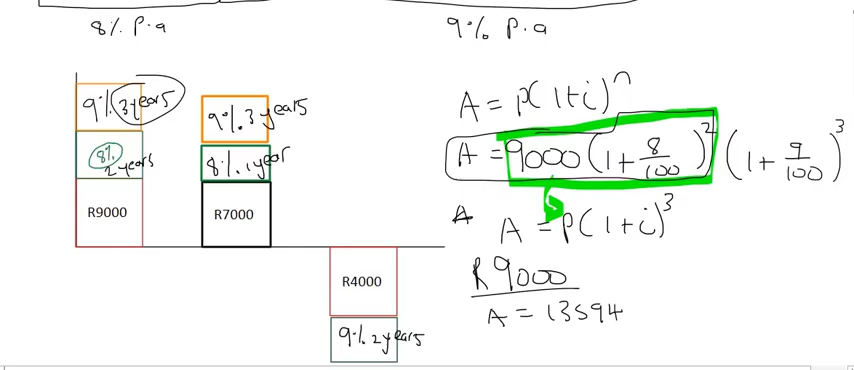 8% P.a
9% P.a
9% 3 years
8%
2 years
R9000
9% 3 years
8% 1 year
R7000
R4000
9% 2 years
A = P(1+i)^n
A = 9000(1+8/100)^2 (1+9/100)^3
A A = P(1+i)^3
R9000
A = 13594